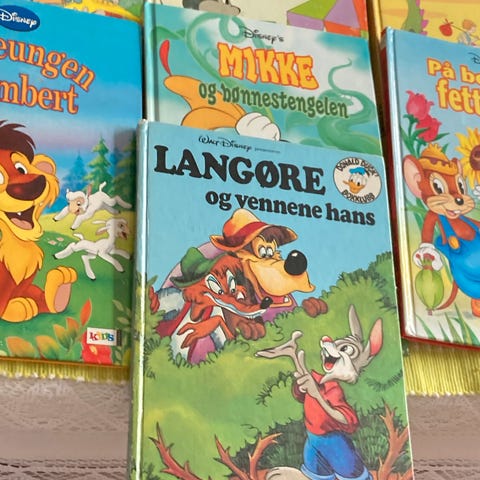 Disney
eungen
mbert
KIDS
Disney's
MIKKE
og bønnestengelen
Disney
På be
fett
Walt Disney presenterer
LANGØRE
og vennene hans
DONALD DUCK
BOKKLUBB